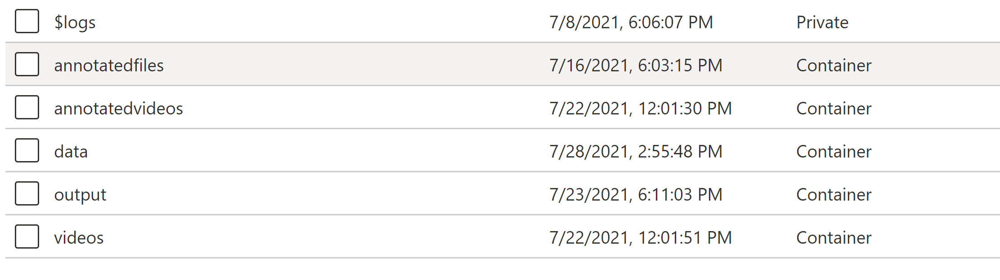 $logs 7/8/2021, 6:06:07 PM Private
annotatedfiles 7/16/2021, 6:03:15 PM Container
annotatedvideos 7/22/2021, 12:01:30 PM Container
data 7/28/2021, 2:55:48 PM Container
output 7/23/2021, 6:11:03 PM Container
videos 7/22/2021, 12:01:51 PM Container